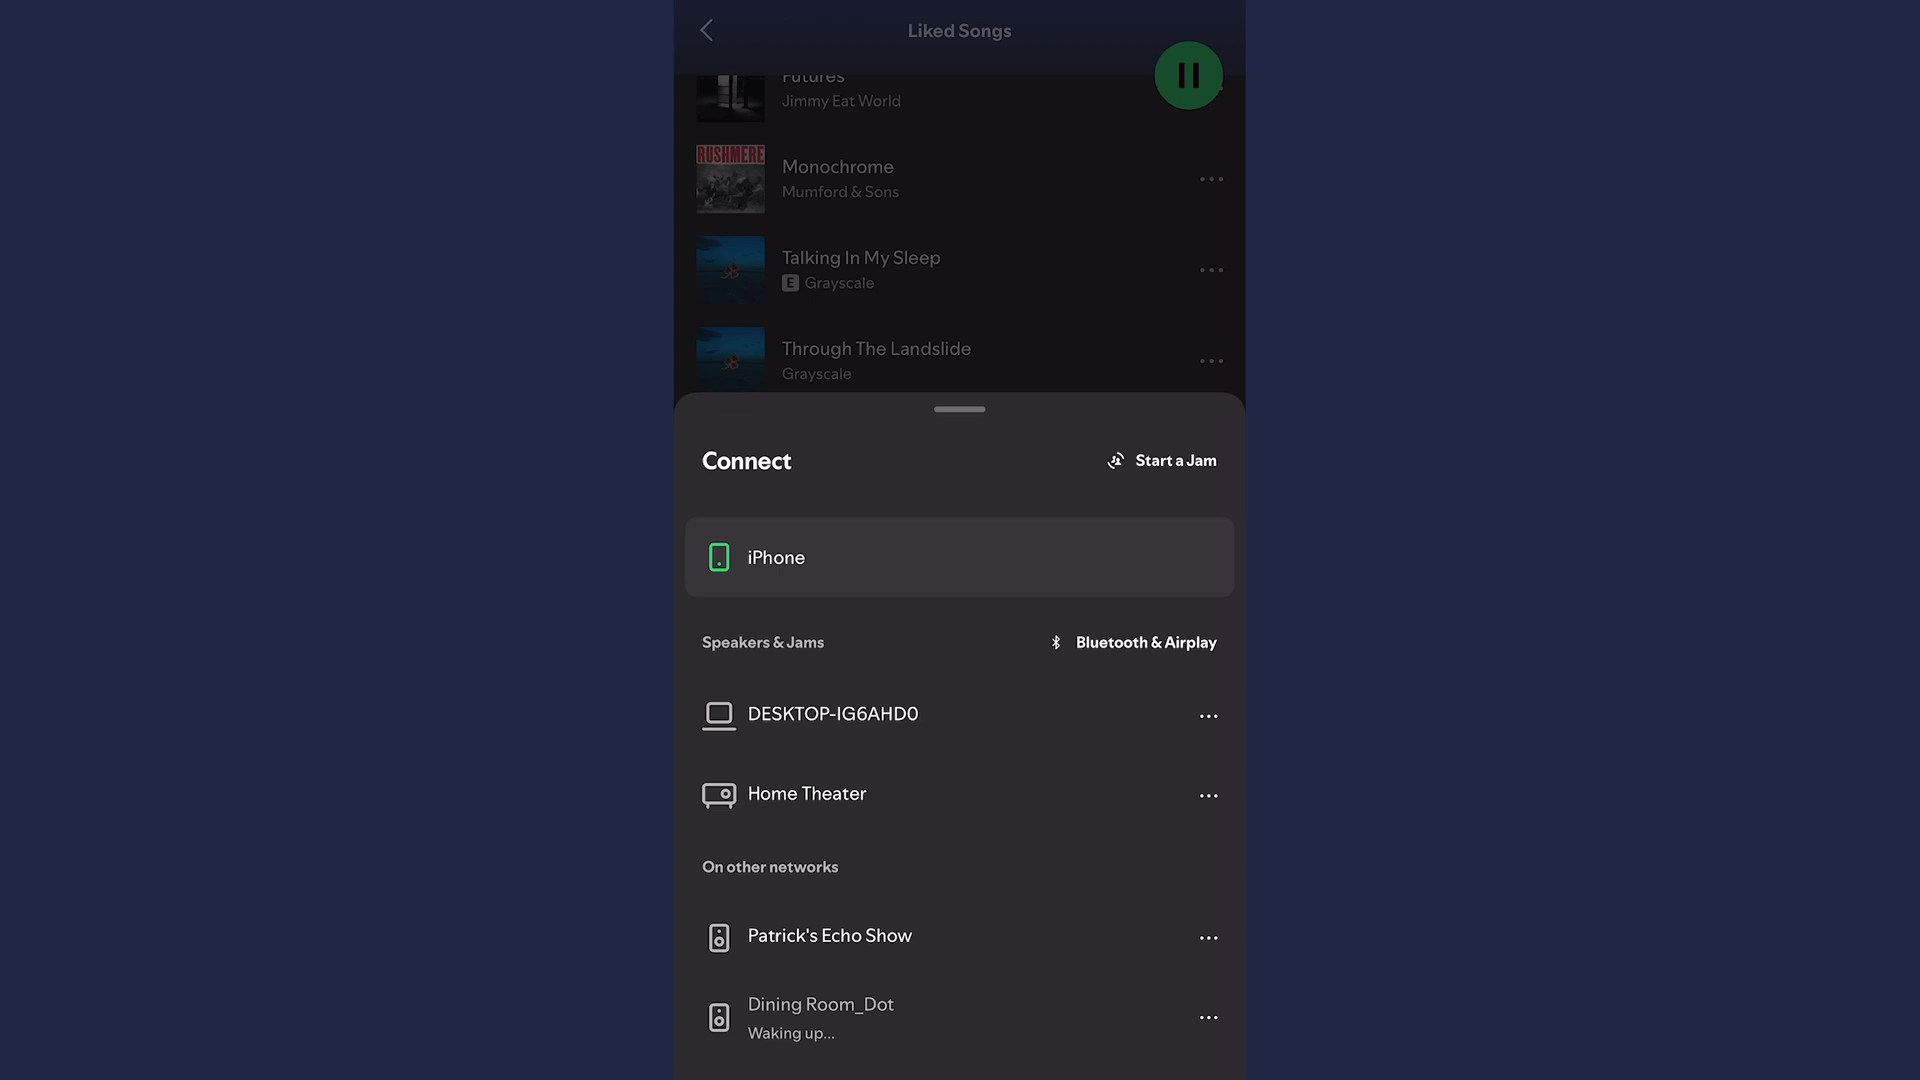 Liked Songs
Futures
Jimmy Eat World
RUSHMERE
Monochrome
Mumford & Sons
Talking In My Sleep
E Grayscale
Through The Landslide
Grayscale
Connect
Start a Jam
iPhone
Speakers & Jams
Bluetooth & Airplay
DESKTOP-IG6AHD0
Home Theater
On other networks
Patrick's Echo Show
Dining Room_Dot
Waking up...